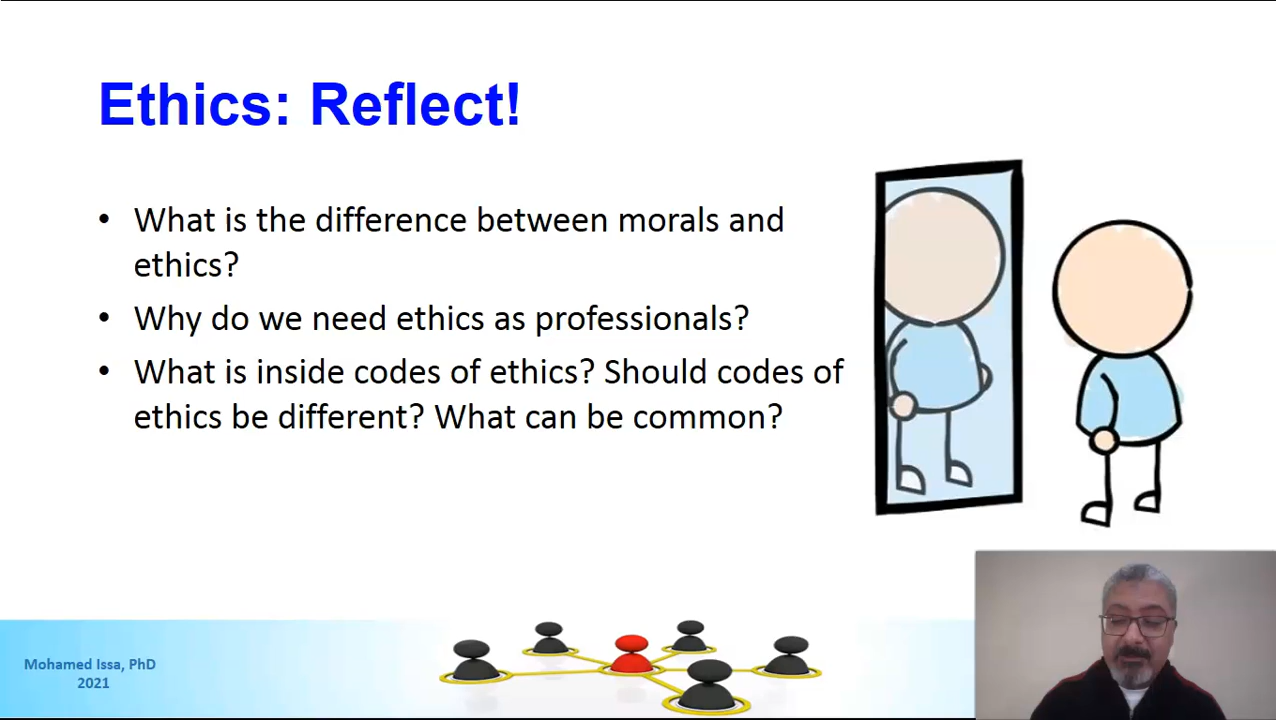 Ethics: Reflect!
• What is the difference between morals and
ethics?
• Why do we need ethics as professionals?
• What is inside codes of ethics? Should codes of
ethics be different? What can be common?
Mohamed Issa, PhD
2021